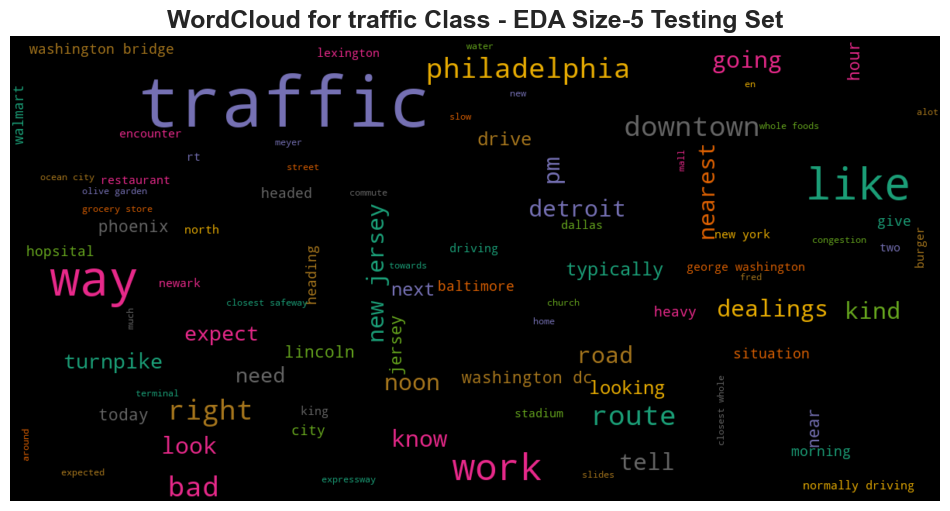 WordCloud for traffic Class - EDA Size-5 Testing Set
washington bridge
lexington
water
philadelphia
going
hour
traffic
en
new
walmart
slow
alot
encounter
meyer
drive
downtown
whole foods
rt
pm
mall
nearest
like
street
ocean city
restaurant
olive garden
headed
commute
grocery store
detroit
phoenix
north
new jersey
dallas
give
new york
congestion
burger
hopsital
driving
two
way
newark
heading
towards
typically
george washington
fred
next
baltimore
closest safeway
church
much
home
heavy
dealings
kind
expect
jersey
turnpike
lincoln
road
situation
need
noon
washington dc
looking
terminal
closest whole
today
right
king
stadium
route
near
around
city
look
know
morning
work
tell
expected
bad
expressway
slides
normally driving